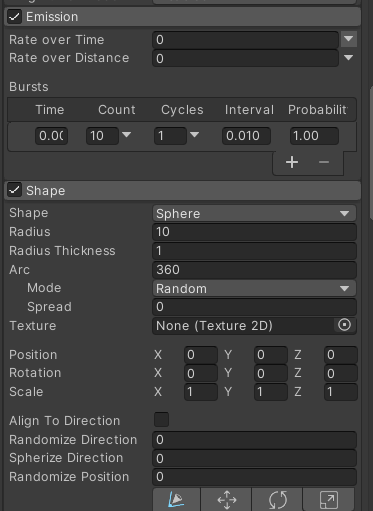 Emission
Rate over Time 0
Rate over Distance 0
Bursts
Time Count Cycles Interval Probabilit
0.00 10 1 0.010 1.00
+ −
Shape
Shape Sphere
Radius 10
Radius Thickness 1
Arc 360
Mode Random
Spread 0
Texture None (Texture 2D)
Position X 0 Y 0 Z 0
Rotation X 0 Y 0 Z 0
Scale X 1 Y 1 Z 1
Align To Direction
Randomize Direction 0
Spherize Direction 0
Randomize Position 0